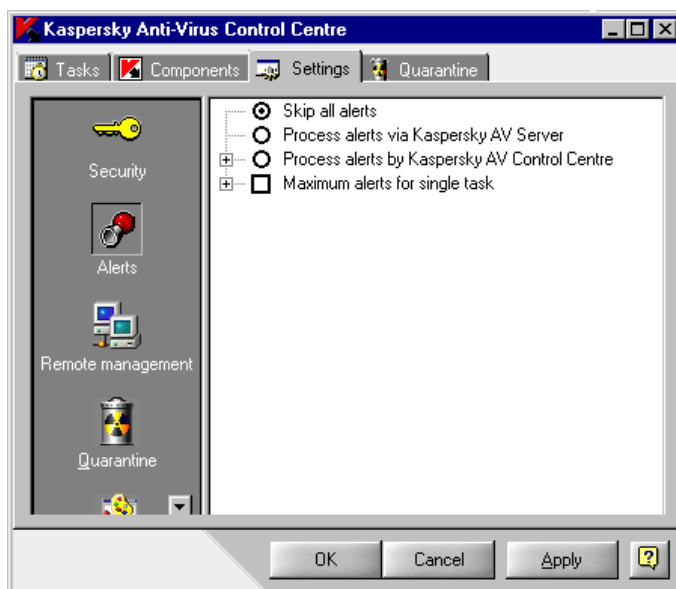 Kaspersky Anti-Virus Control Centre
Tasks Components Settings Quarantine
Security
Alerts
Remote management
Quarantine
Skip all alerts
Process alerts via Kaspersky AV Server
Process alerts by Kaspersky AV Control Centre
Maximum alerts for single task
OK Cancel Apply